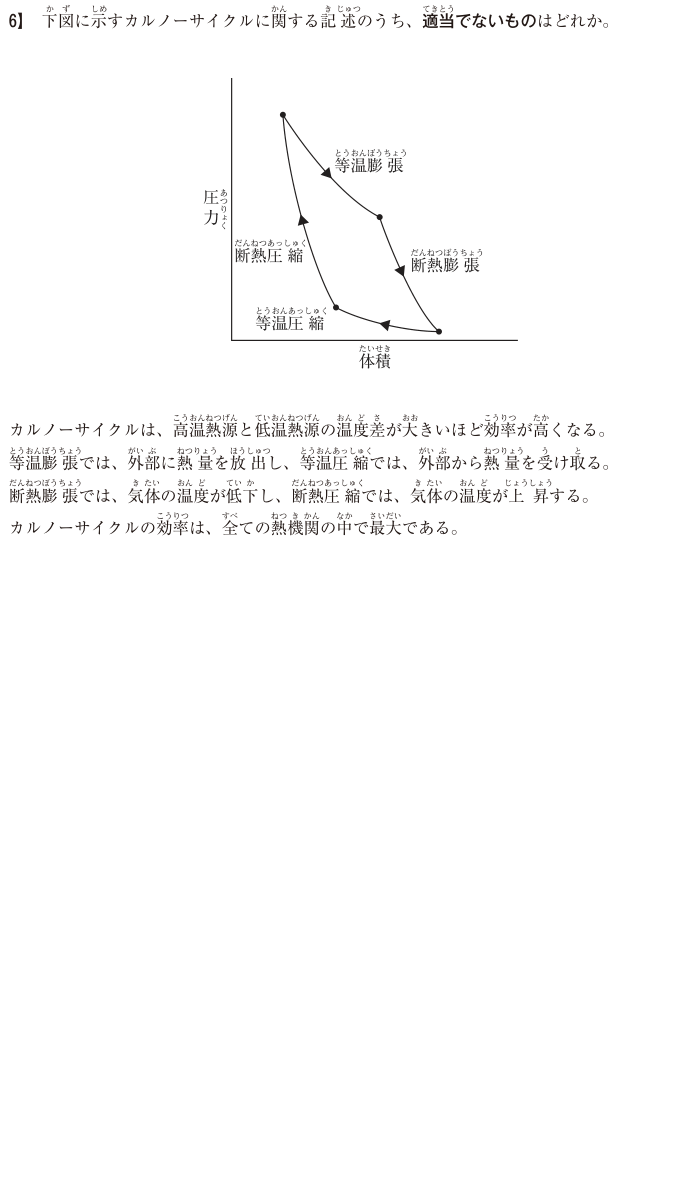 6】 下図に示すカルノーサイクルに関する記述のうち、適当でないものはどれか。
等温膨張
圧力
断熱圧縮
断熱膨張
等温圧縮
体積
カルノーサイクルは、高温熱源と低温熱源の温度差が大きいほど効率が高くなる。
等温膨張では、外部に熱量を放出し、等温圧縮では、外部から熱量を受け取る。
断熱膨張では、気体の温度が低下し、断熱圧縮では、気体の温度が上昇する。
カルノーサイクルの効率は、全ての熱機関の中で最大である。